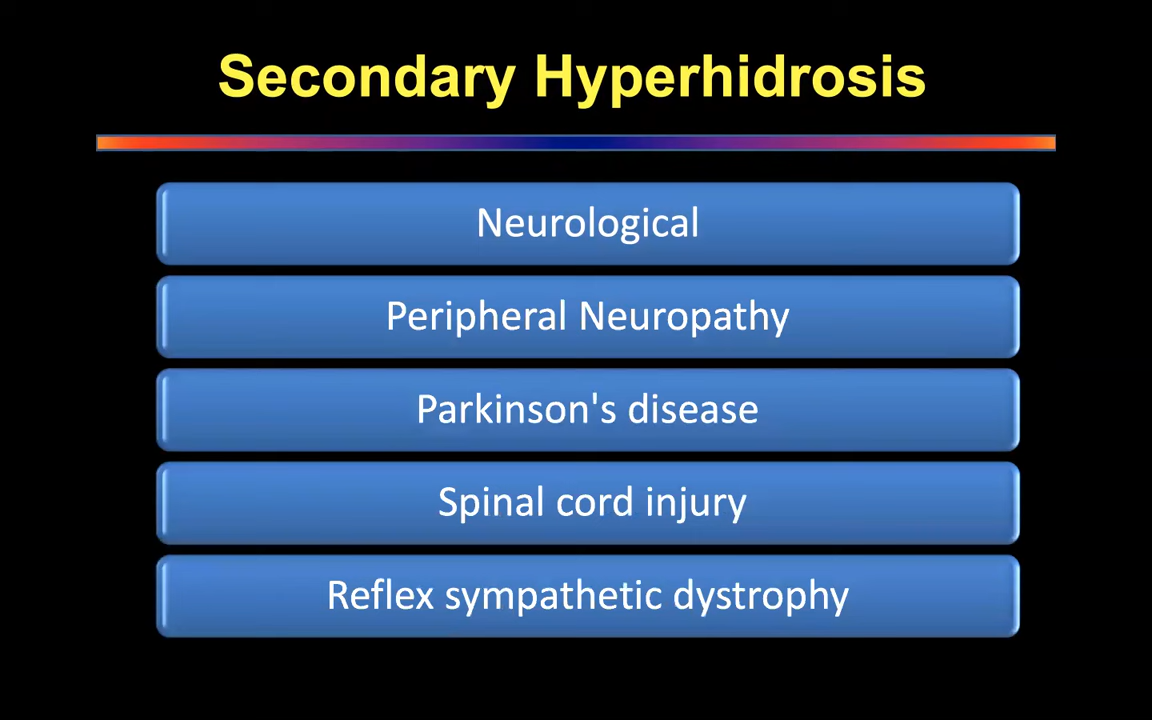 Secondary Hyperhidrosis
Neurological
Peripheral Neuropathy
Parkinson's disease
Spinal cord injury
Reflex sympathetic dystrophy